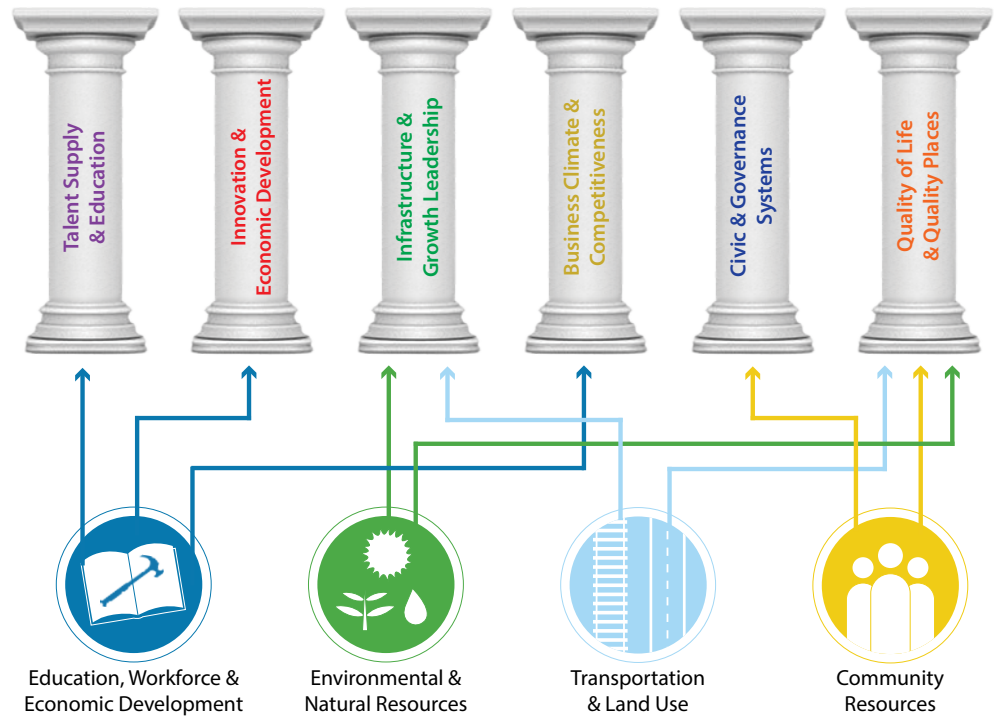 Talent Supply
& Education
Innovation &
Economic Development
Infrastructure &
Growth Leadership
Business Climate &
Competitiveness
Civic & Governance
Systems
Quality of Life
& Quality Places
Education, Workforce &
Economic Development
Environmental &
Natural Resources
Transportation
& Land Use
Community
Resources